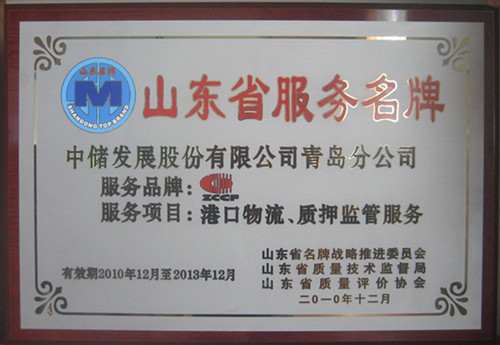 山东名牌
M
SHANDONG TOP BRAND
山东省服务名牌
中储发展股份有限公司青岛分公司
服务品牌：
ZCCF
服务项目：港口物流、质押监管服务
有效期2010年12月至2013年12月
山东省名牌战略推进委员会
山东省质量技术监督局
山东省质量评价协会
二〇一〇年十二月